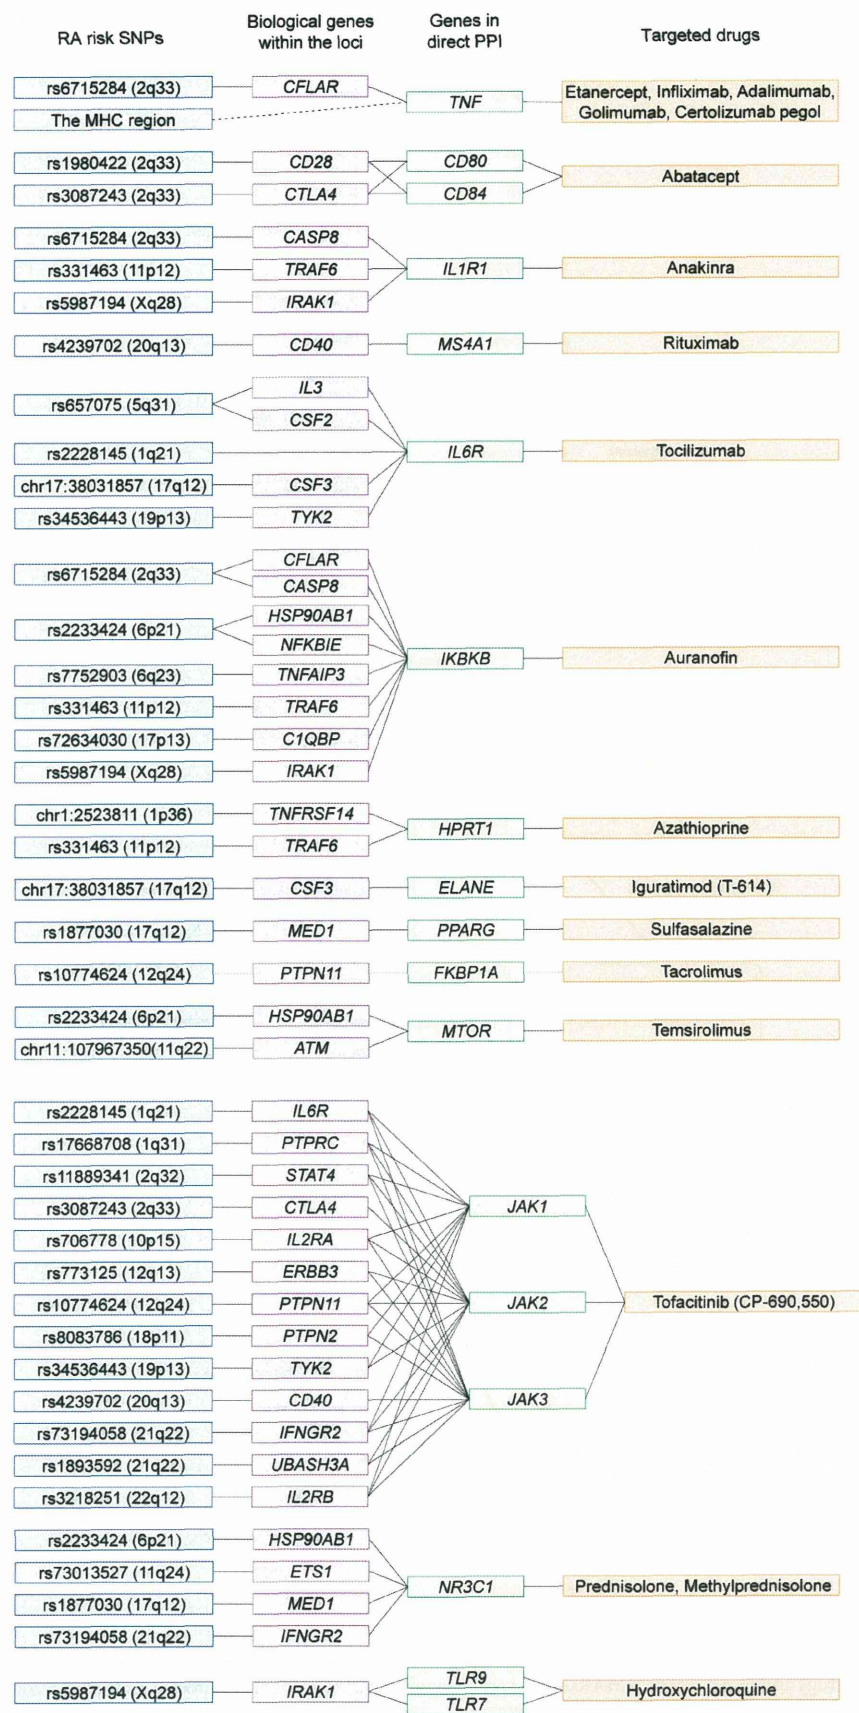 RA risk SNPs
Biological genes
within the loci
Genes in
direct PPI
Targeted drugs
rs6715284 (2q33)
CFLAR
The MHC region
TNF
Etanercept, Infliximab, Adalimumab,
Golimumab, Certolizumab pegol
rs1980422 (2q33)
CD28
CD80
rs3087243 (2q33)
CTLA4
CD84
Abatacept
rs6715284 (2q33)
CASP8
rs331463 (11p12)
TRAF6
IL1R1
Anakinra
rs5987194 (Xq28)
IRAK1
rs4239702 (20q13)
CD40
MS4A1
Rituximab
rs657075 (5q31)
IL3
CSF2
rs2228145 (1q21)
IL6R
Tocilizumab
chr17:38031857 (17q12)
CSF3
rs34536443 (19p13)
TYK2
rs6715284 (2q33)
CFLAR
CASP8
rs2233424 (6p21)
HSP90AB1
NFKBIE
IKBKB
Auranofin
rs7752903 (6q23)
TNFAIP3
rs331463 (11p12)
TRAF6
rs72634030 (17p13)
C1QBP
rs5987194 (Xq28)
IRAK1
chr1:2523811 (1p36)
TNFRSF14
HPRT1
Azathioprine
rs331463 (11p12)
TRAF6
chr17:38031857 (17q12)
CSF3
ELANE
Iguratimod (T-614)
rs1877030 (17q12)
MED1
PPARG
Sulfasalazine
rs10774624 (12q24)
PTPN11
FKBP1A
Tacrolimus
rs2233424 (6p21)
HSP90AB1
MTOR
Temsirolimus
chr11:107967350(11q22)
ATM
rs2228145 (1q21)
IL6R
rs17668708 (1q31)
PTPRC
rs11889341 (2q32)
STAT4
rs3087243 (2q33)
CTLA4
JAK1
rs706778 (10p15)
IL2RA
rs773125 (12q13)
ERBB3
rs10774624 (12q24)
PTPN11
JAK2
Tofacitinib (CP-690,550)
rs8083786 (18p11)
PTPN2
rs34536443 (19p13)
TYK2
rs4239702 (20q13)
CD40
JAK3
rs73194058 (21q22)
IFNGR2
rs1893592 (21q22)
UBASH3A
rs3218251 (22q12)
IL2RB
rs2233424 (6p21)
HSP90AB1
rs73013527 (11q24)
ETS1
NR3C1
Prednisolone, Methylprednisolone
rs1877030 (17q12)
MED1
rs73194058 (21q22)
IFNGR2
rs5987194 (Xq28)
IRAK1
TLR9
TLR7
Hydroxychloroquine